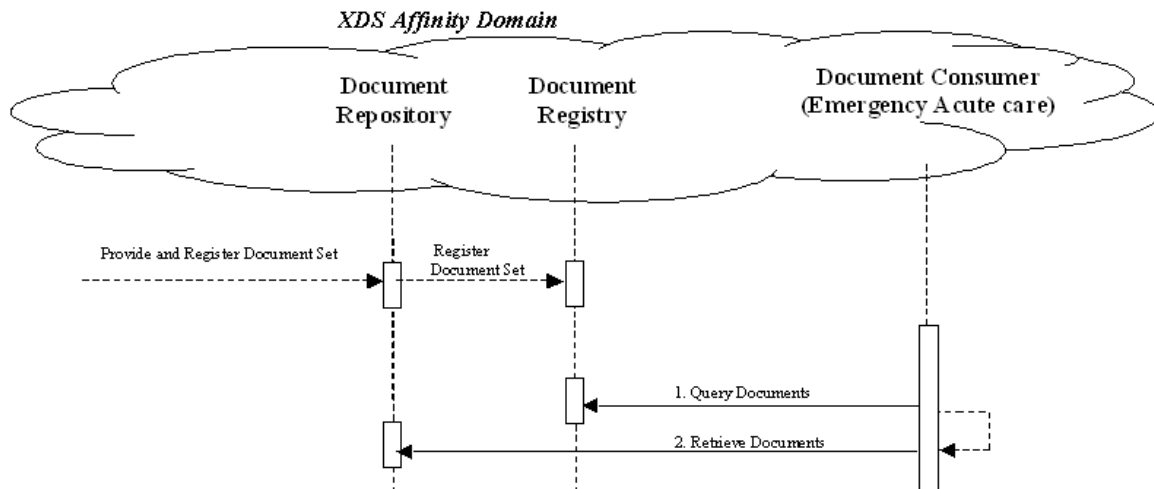 XDS Affinity Domain
Document
Repository
Document
Registry
Document Consumer
(Emergency Acute care)
Provide and Register Document Set
Register
Document Set
1. Query Documents
2. Retrieve Documents